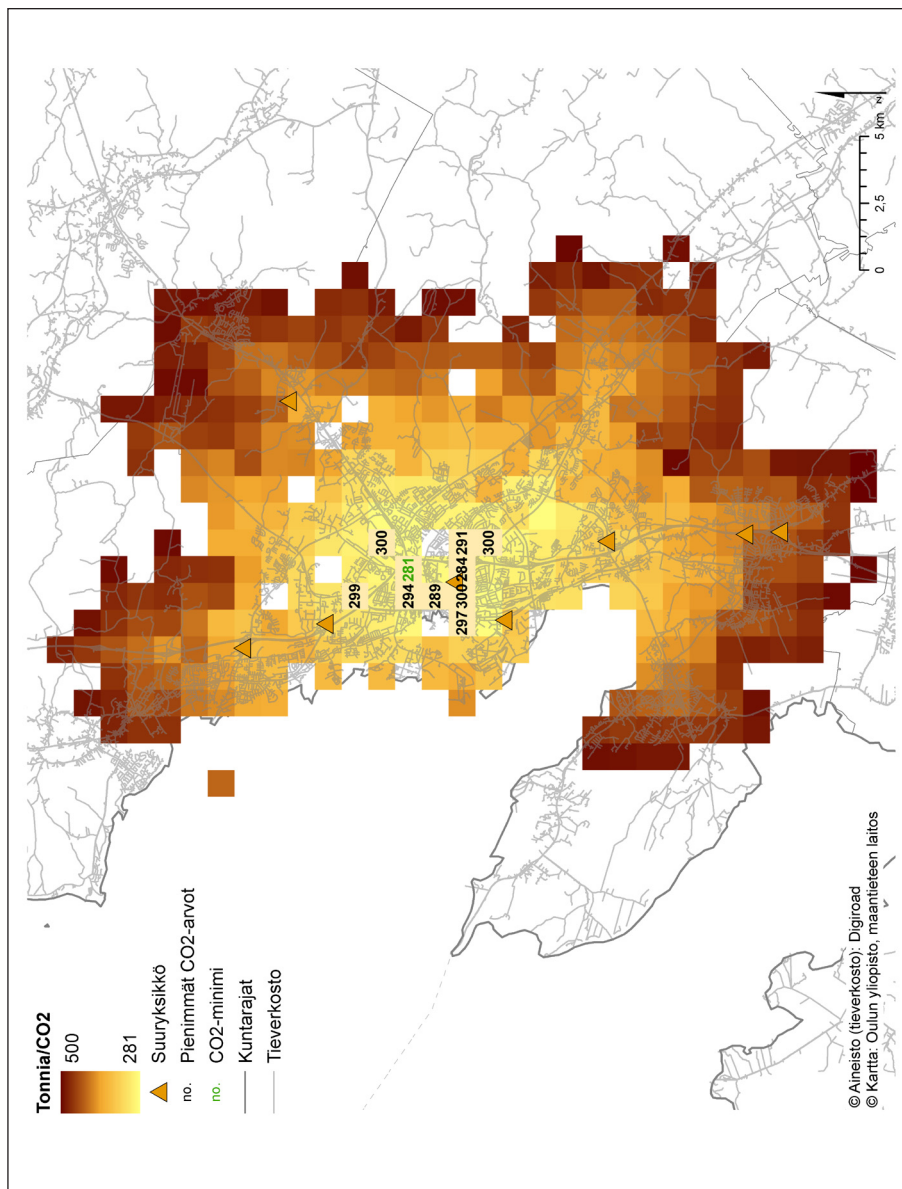 Tonnia/CO2
500
281
Suuryksikkö
no. Pienimmät CO2-arvot
no. CO2-minimi
Kuntarajat
Tieverkosto
299
300
294 281
289
297 300 284 291
300
0 2,5 5 km
N
© Aineisto (tieverkosto): Digiroad
© Kartta: Oulun yliopisto, maantieteen laitos